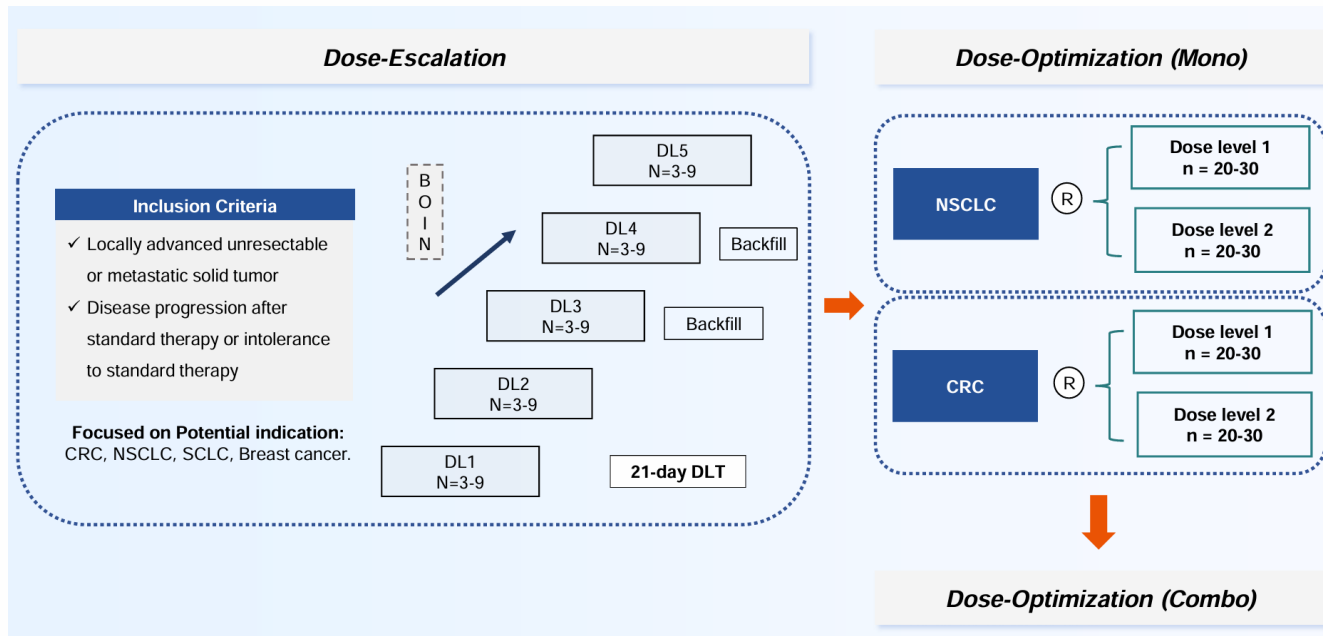 Dose-Escalation
Inclusion Criteria
✓ Locally advanced unresectable
or metastatic solid tumor
✓ Disease progression after
standard therapy or intolerance
to standard therapy
Focused on Potential indication:
CRC, NSCLC, SCLC, Breast cancer.
B
O
I
N
DL5
N=3-9
DL4
N=3-9
Backfill
DL3
N=3-9
Backfill
DL2
N=3-9
DL1
N=3-9
21-day DLT
Dose-Optimization (Mono)
NSCLC
R
Dose level 1
n = 20-30
Dose level 2
n = 20-30
CRC
R
Dose level 1
n = 20-30
Dose level 2
n = 20-30
Dose-Optimization (Combo)